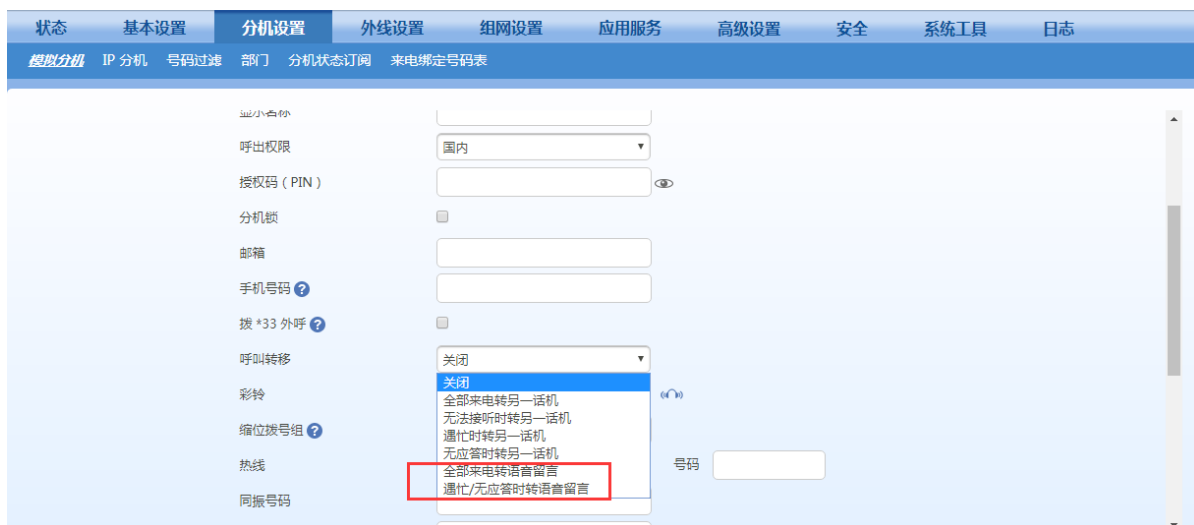 状态 基本设置 分机设置 外线设置 组网设置 应用服务 高级设置 安全 系统工具 日志
模拟分机 IP 分机 号码过滤 部门 分机状态订阅 来电绑定号码表
显示名称
呼出权限 国内
授权码（PIN）
分机锁
邮箱
手机号码
拨 *33 外呼
呼叫转移 关闭
关闭
彩铃 全部来电转另一话机
无法接听时转另一话机
缩位拨号组 遇忙时转另一话机
无应答时转另一话机
热线 全部来电转语音留言 号码
遇忙/无应答时转语音留言
同振号码